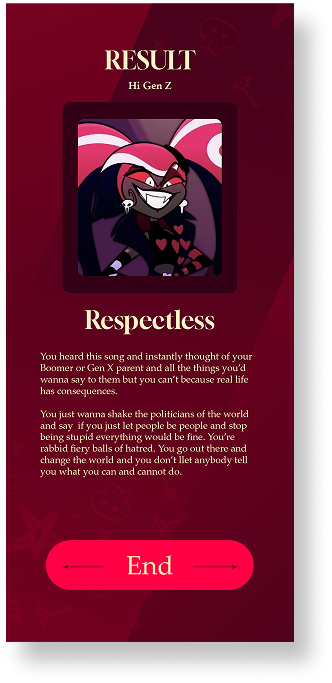 RESULT
Hi Gen Z
Respectless
You heard this song and instantly thought of your
Boomer or Gen X parent and all the things you'd
wanna say to them but you can't because real life
has consequences.
You just wanna shake the politicians of the world
and say  if you just let people be people and stop
being stupid everything would be fine. You're
rabbid fiery balls of hatred. You go out there and
change the world and you don't llet anybody tell
you what you can and cannot do.
End